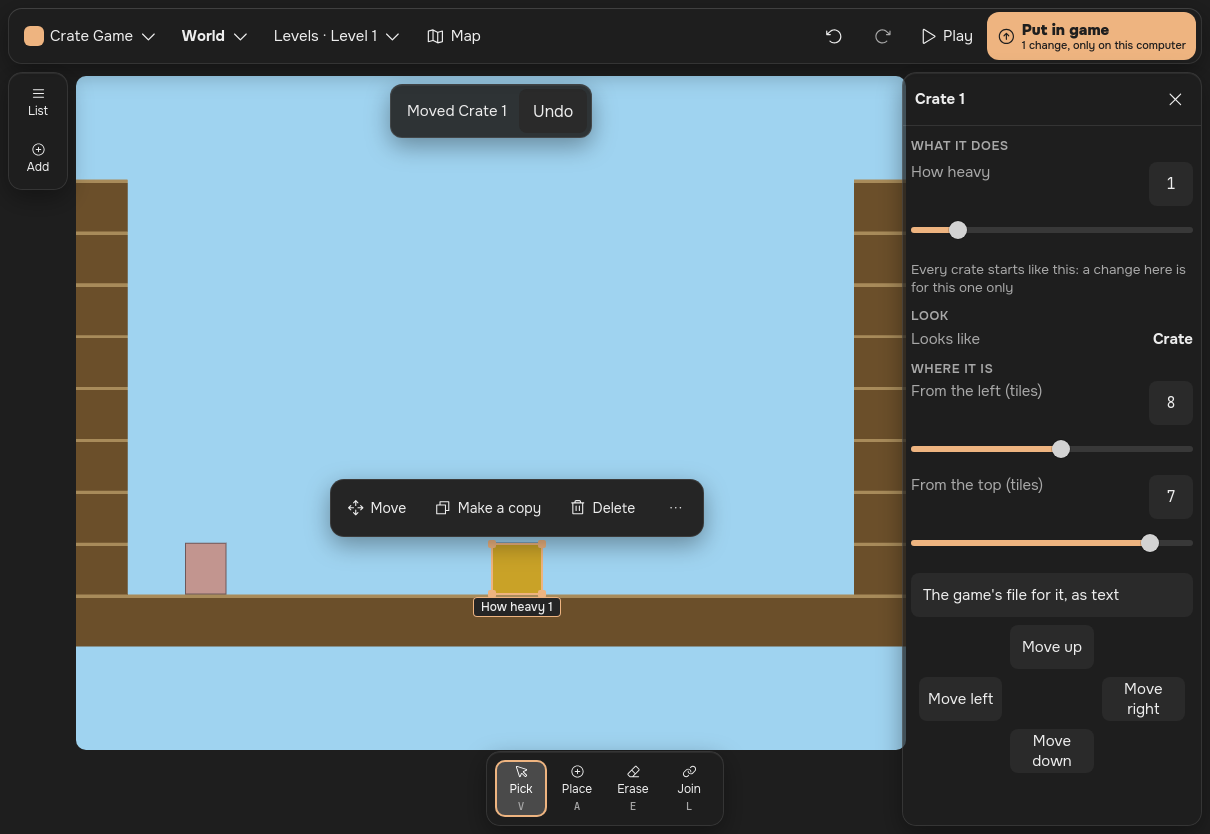 Crate Game
World
Levels · Level 1
Map
Play
Put in game
1 change, only on this computer
List
Add
Moved Crate 1
Undo
Move
Make a copy
Delete
...
How heavy 1
Pick
V
Place
A
Erase
E
Join
L
Crate 1
WHAT IT DOES
How heavy
1
Every crate starts like this: a change here is
for this one only
LOOK
Looks like
Crate
WHERE IT IS
From the left (tiles)
8
From the top (tiles)
7
The game's file for it, as text
Move up
Move left
Move
right
Move
down